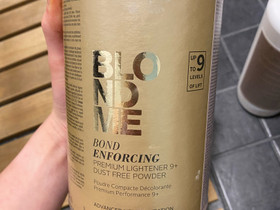 BLO
ND
ME
UP
TO 9
LEVELS
OF LIFT
BOND
ENFORCING
PREMIUM LIGHTENER 9+
DUST FREE POWDER
Poudre Compacte Décolorante
Premium Performance 9+